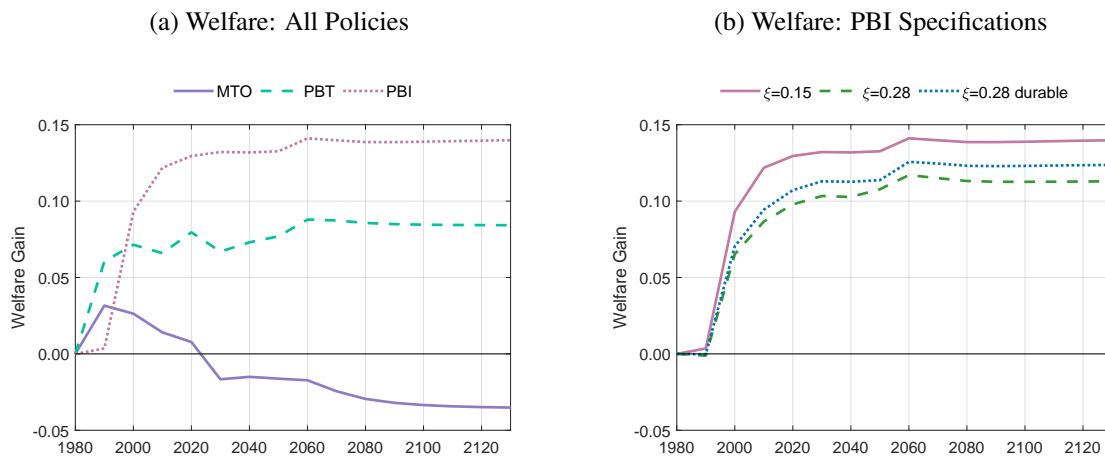 (a) Welfare: All Policies
MTO PBT PBI
Welfare Gain
0.15
0.10
0.05
0.00
-0.05
1980 2000 2020 2040 2060 2080 2100 2120
(b) Welfare: PBI Specifications
ξ=0.15 ξ=0.28 ξ=0.28 durable
Welfare Gain
0.15
0.10
0.05
0.00
-0.05
1980 2000 2020 2040 2060 2080 2100 2120